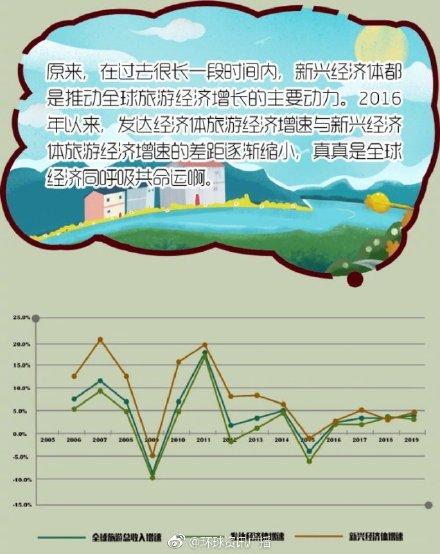 原来，在过去很长一段时间内，新兴经济体都
是推动全球旅游经济增长的主要动力。2016
年以来，发达经济体旅游经济增速与新兴经济
体旅游经济增速的差距逐渐缩小，真真是全球
经济同呼吸共命运啊。
25.0%
20.0%
15.0%
10.0%
5.0%
0.0%
2005 2006 2007 2008 2009 2010 2011 2012 2013 2014 2015 2016 2017 2018 2019
-5.0%
-10.0%
-15.0%
全球旅游总收入增速 经济体增速 新兴经济体增速
@环球资讯广播